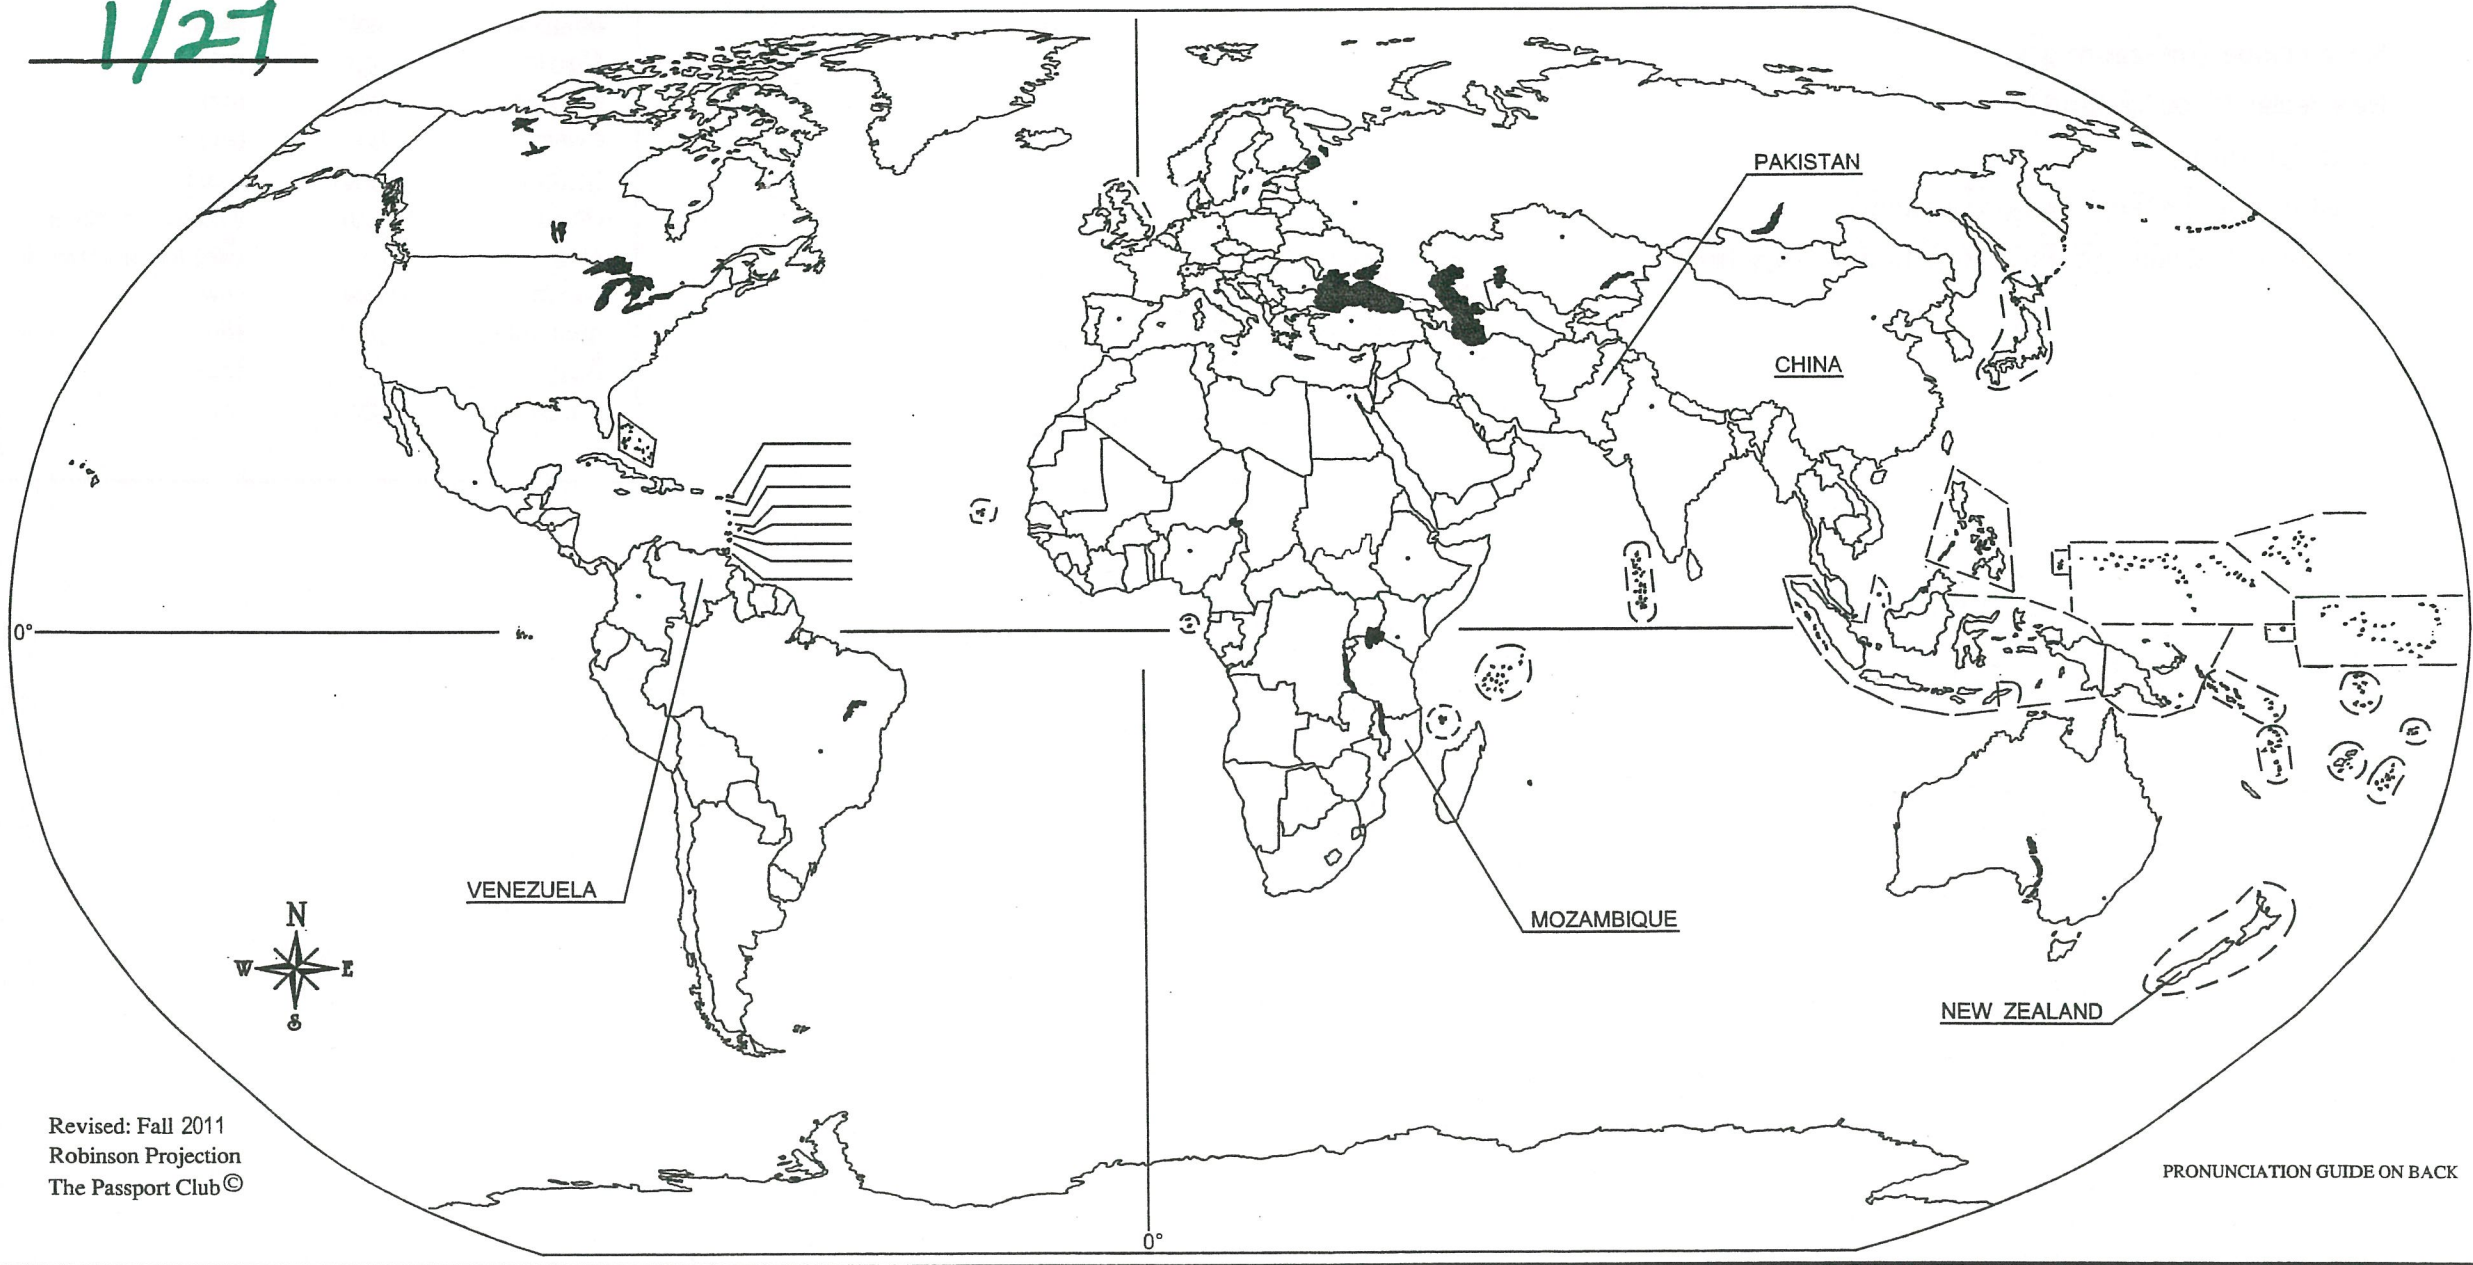 1/27
PAKISTAN
CHINA
0°
VENEZUELA
MOZAMBIQUE
N
W E
S
NEW ZEALAND
Revised: Fall 2011
Robinson Projection
The Passport Club©
PRONUNCIATION GUIDE ON BACK
0°